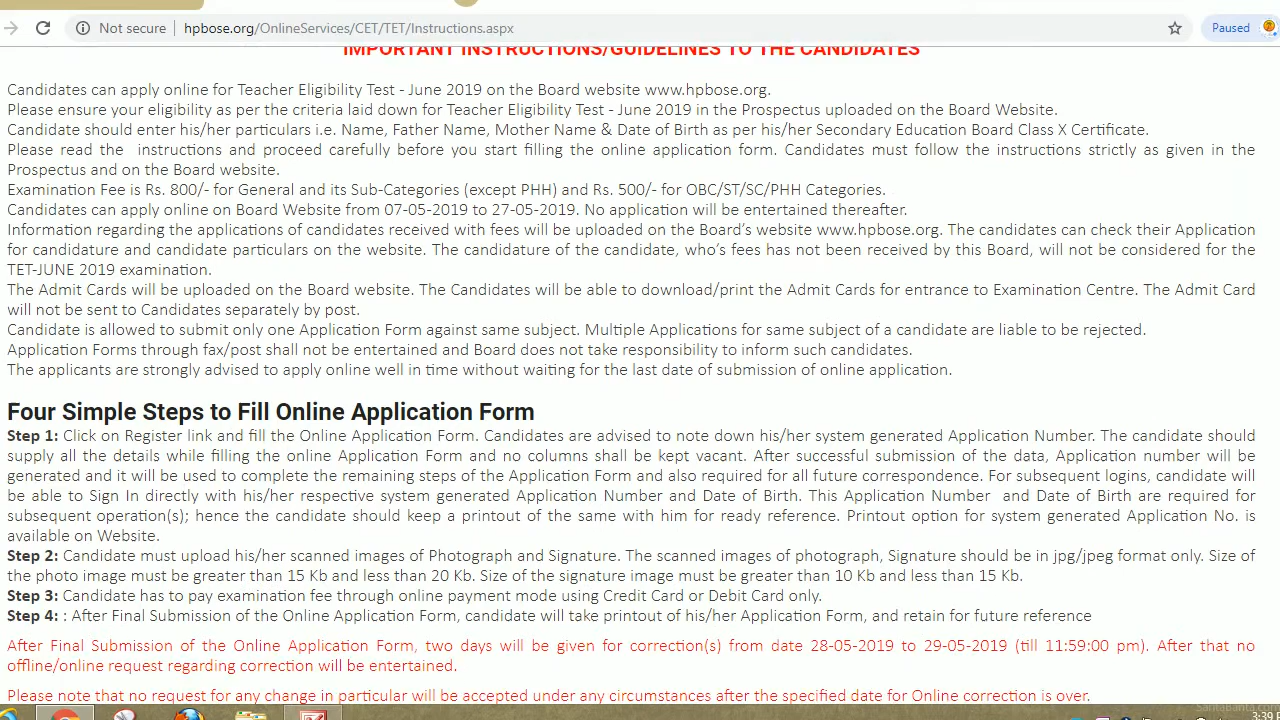 Not secure
hpbose.org/OnlineServices/CET/TET/Instructions.aspx
Paused
IMPORTANT INSTRUCTIONS/GUIDELINES TO THE CANDIDATES
Candidates can apply online for Teacher Eligibility Test - June 2019 on the Board website www.hpbose.org.
Please ensure your eligibility as per the criteria laid down for Teacher Eligibility Test - June 2019 in the Prospectus uploaded on the Board Website.
Candidate should enter his/her particulars i.e. Name, Father Name, Mother Name & Date of Birth as per his/her Secondary Education Board Class X Certificate.
Please read the instructions and proceed carefully before you start filling the online application form. Candidates must follow the instructions strictly as given in the
Prospectus and on the Board website.
Examination Fee is Rs. 800/- for General and its Sub-Categories (except PHH) and Rs. 500/- for OBC/ST/SC/PHH Categories.
Candidates can apply online on Board Website from 07-05-2019 to 27-05-2019. No application will be entertained thereafter.
Information regarding the applications of candidates received with fees will be uploaded on the Board's website www.hpbose.org. The candidates can check their Application
for candidature and candidate particulars on the website. The candidature of the candidate, who's fees has not been received by this Board, will not be considered for the
TET-JUNE 2019 examination.
The Admit Cards will be uploaded on the Board website. The Candidates will be able to download/print the Admit Cards for entrance to Examination Centre. The Admit Card
will not be sent to Candidates separately by post.
Candidate is allowed to submit only one Application Form against same subject. Multiple Applications for same subject of a candidate are liable to be rejected.
Application Forms through fax/post shall not be entertained and Board does not take responsibility to inform such candidates.
The applicants are strongly advised to apply online well in time without waiting for the last date of submission of online application.
Four Simple Steps to Fill Online Application Form
Step 1: Click on Register link and fill the Online Application Form. Candidates are advised to note down his/her system generated Application Number. The candidate should
supply all the details while filling the online Application Form and no columns shall be kept vacant. After successful submission of the data, Application number will be
generated and it will be used to complete the remaining steps of the Application Form and also required for all future correspondence. For subsequent logins, candidate will
be able to Sign In directly with his/her respective system generated Application Number and Date of Birth. This Application Number and Date of Birth are required for
subsequent operation(s); hence the candidate should keep a printout of the same with him for ready reference. Printout option for system generated Application No. is
available on Website.
Step 2: Candidate must upload his/her scanned images of Photograph and Signature. The scanned images of photograph, Signature should be in jpg/jpeg format only. Size of
the photo image must be greater than 15 Kb and less than 20 Kb. Size of the signature image must be greater than 10 Kb and less than 15 Kb.
Step 3: Candidate has to pay examination fee through online payment mode using Credit Card or Debit Card only.
Step 4: : After Final Submission of the Online Application Form, candidate will take printout of his/her Application Form, and retain for future reference
After Final Submission of the Online Application Form, two days will be given for correction(s) from date 28-05-2019 to 29-05-2019 (till 11:59:00 pm). After that no
offline/online request regarding correction will be entertained.
Please note that no request for any change in particular will be accepted under any circumstances after the specified date for Online correction is over.
SantaBanta.com
3:30